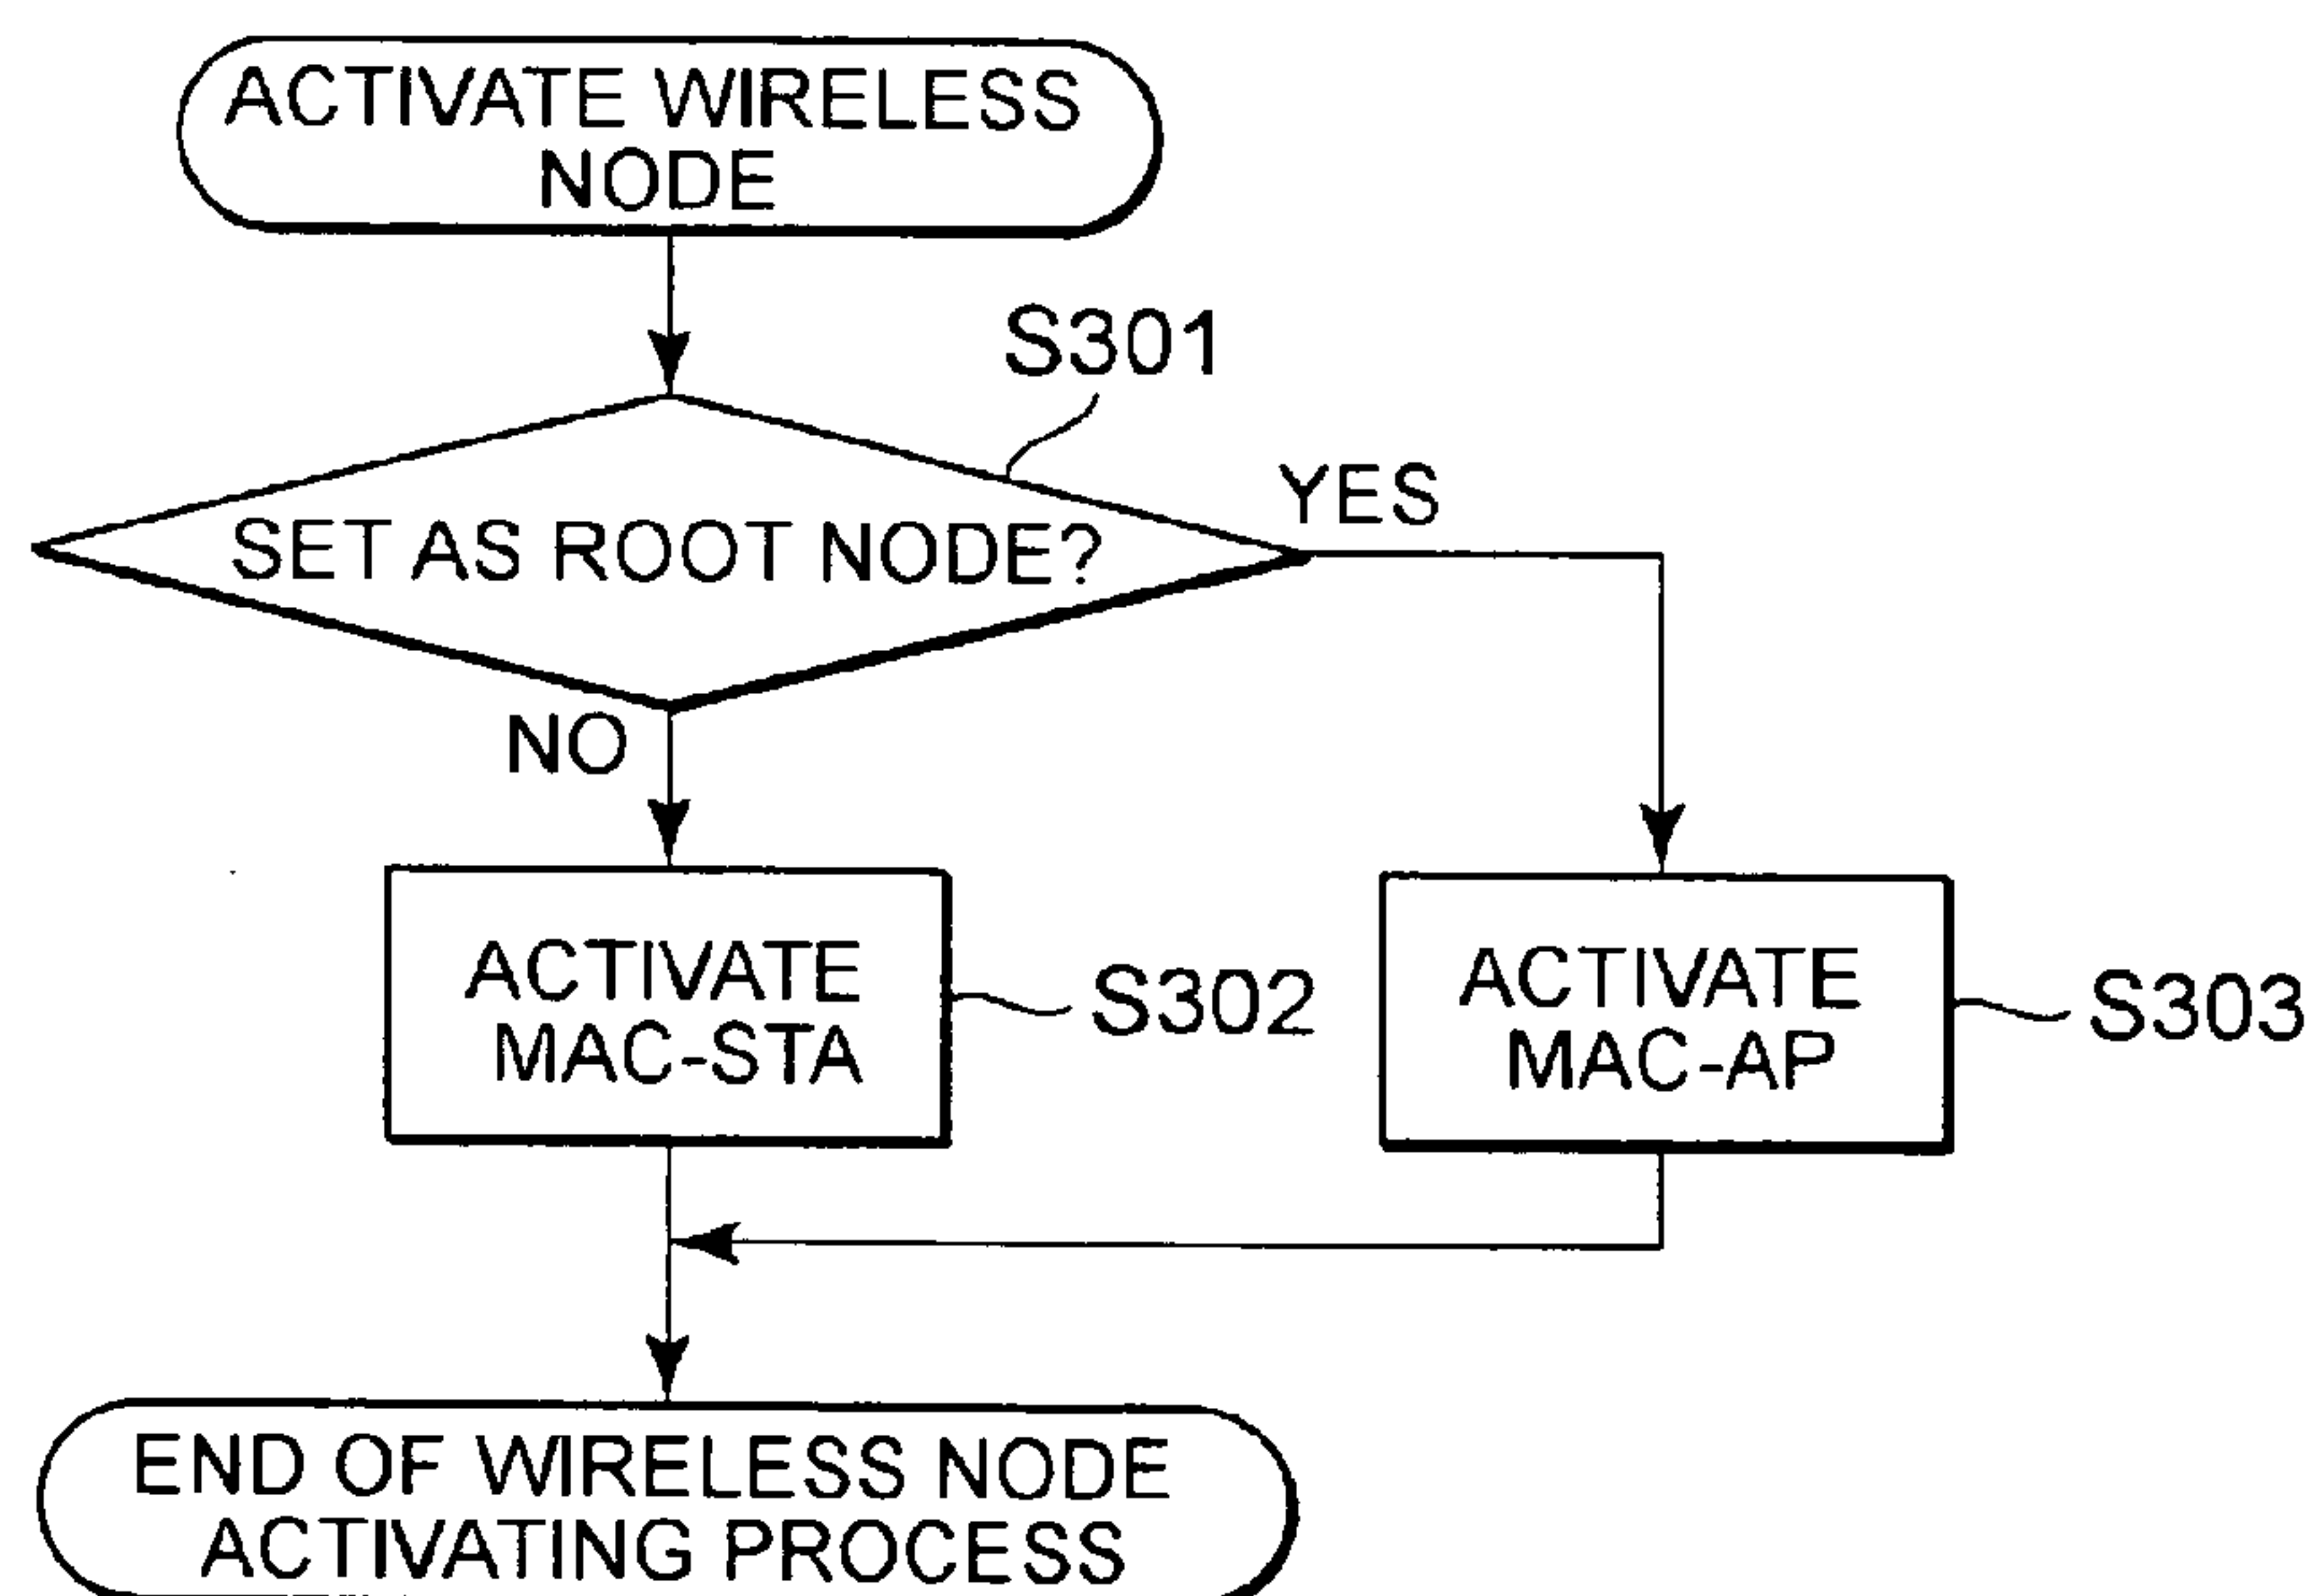 ACTIVATE WIRELESS
NODE
S301
YES
SET AS ROOT NODE?
NO
ACTIVATE
MAC-STA
S302
ACTIVATE
MAC-AP
S303
END OF WIRELESS NODE
ACTIVATING PROCESS